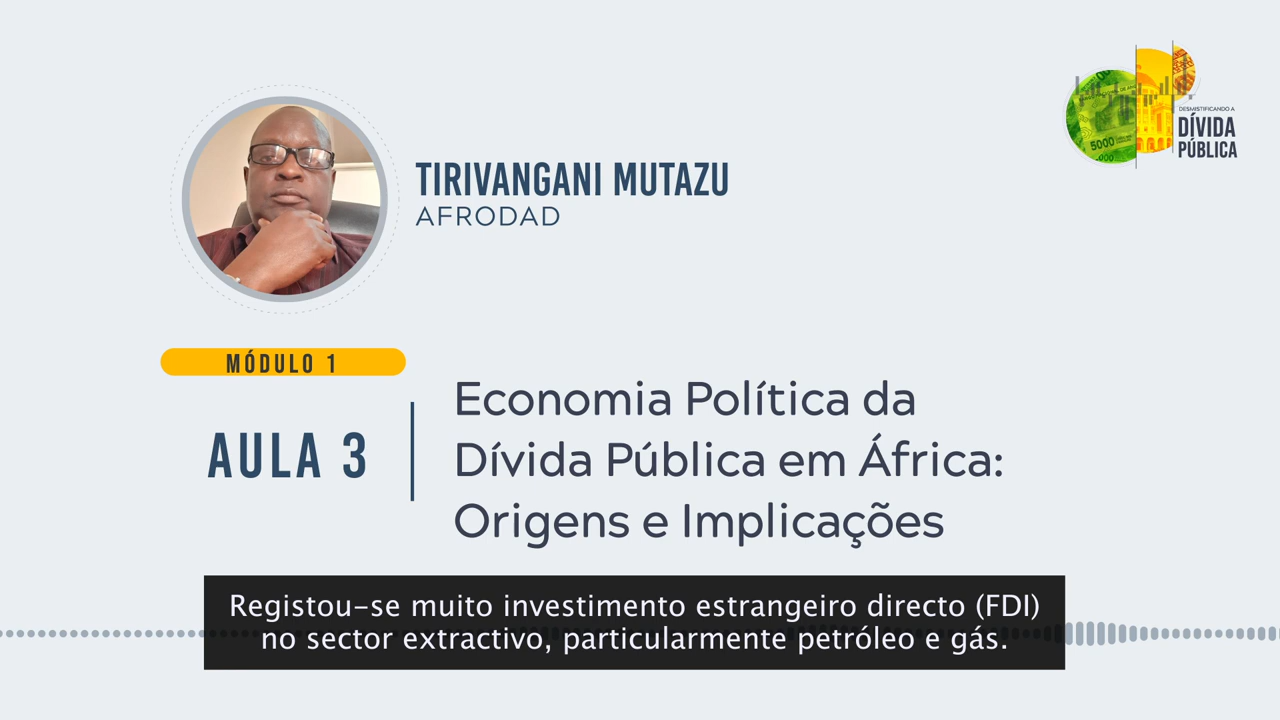 TIRIVANGANI MUTAZU
AFRODAD
DESMISTIFICANDO A
DÍVIDA
PÚBLICA
5000
MÓDULO 1
AULA 3
Economia Política da
Dívida Pública em África:
Origens e Implicações
Registou-se muito investimento estrangeiro directo (FDI)
no sector extractivo, particularmente petróleo e gás.